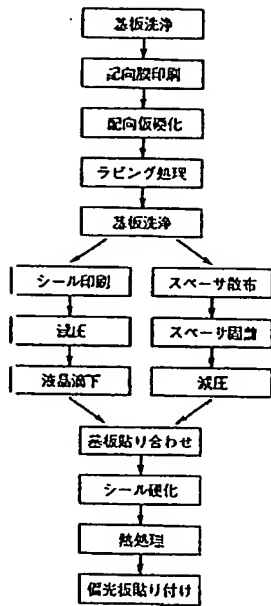 基板洗浄
配向膜印刷
配向仮硬化
ラビング処理
基板洗浄
シール印刷
スペーサ散布
減圧
スペーサ固着
液晶滴下
減圧
基板貼り合わせ
シール硬化
熱処理
偏光板貼り付け